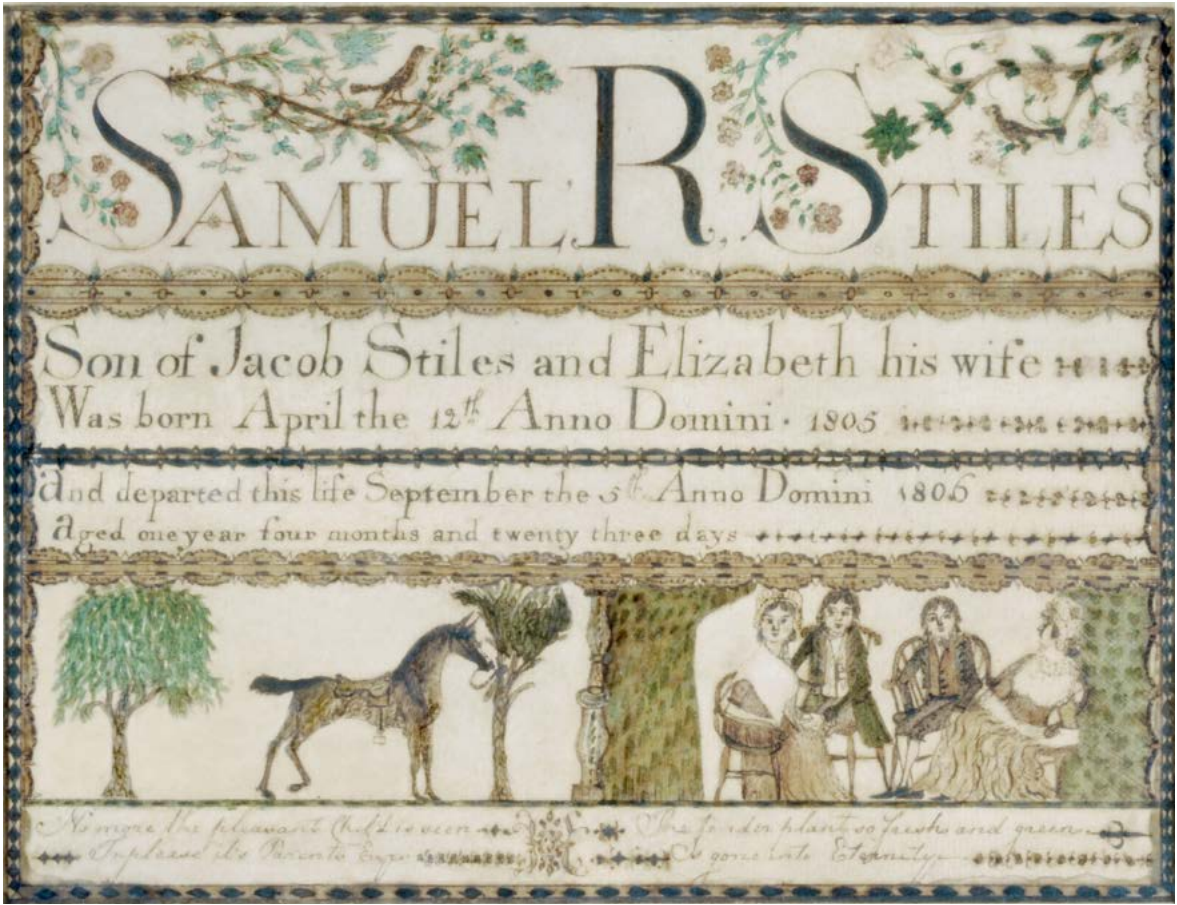 SAMUEL, R, STILES
Son of Jacob Stiles and Elizabeth his wife
Was born April the 12th Anno Domini · 1805
and departed this life September the 5th Anno Domini 1806
aged one year four months and twenty three days
No more the pleasant Child is seen
To please it's Parents Eye
The tender plant so fresh and green
Is gone into Eternity